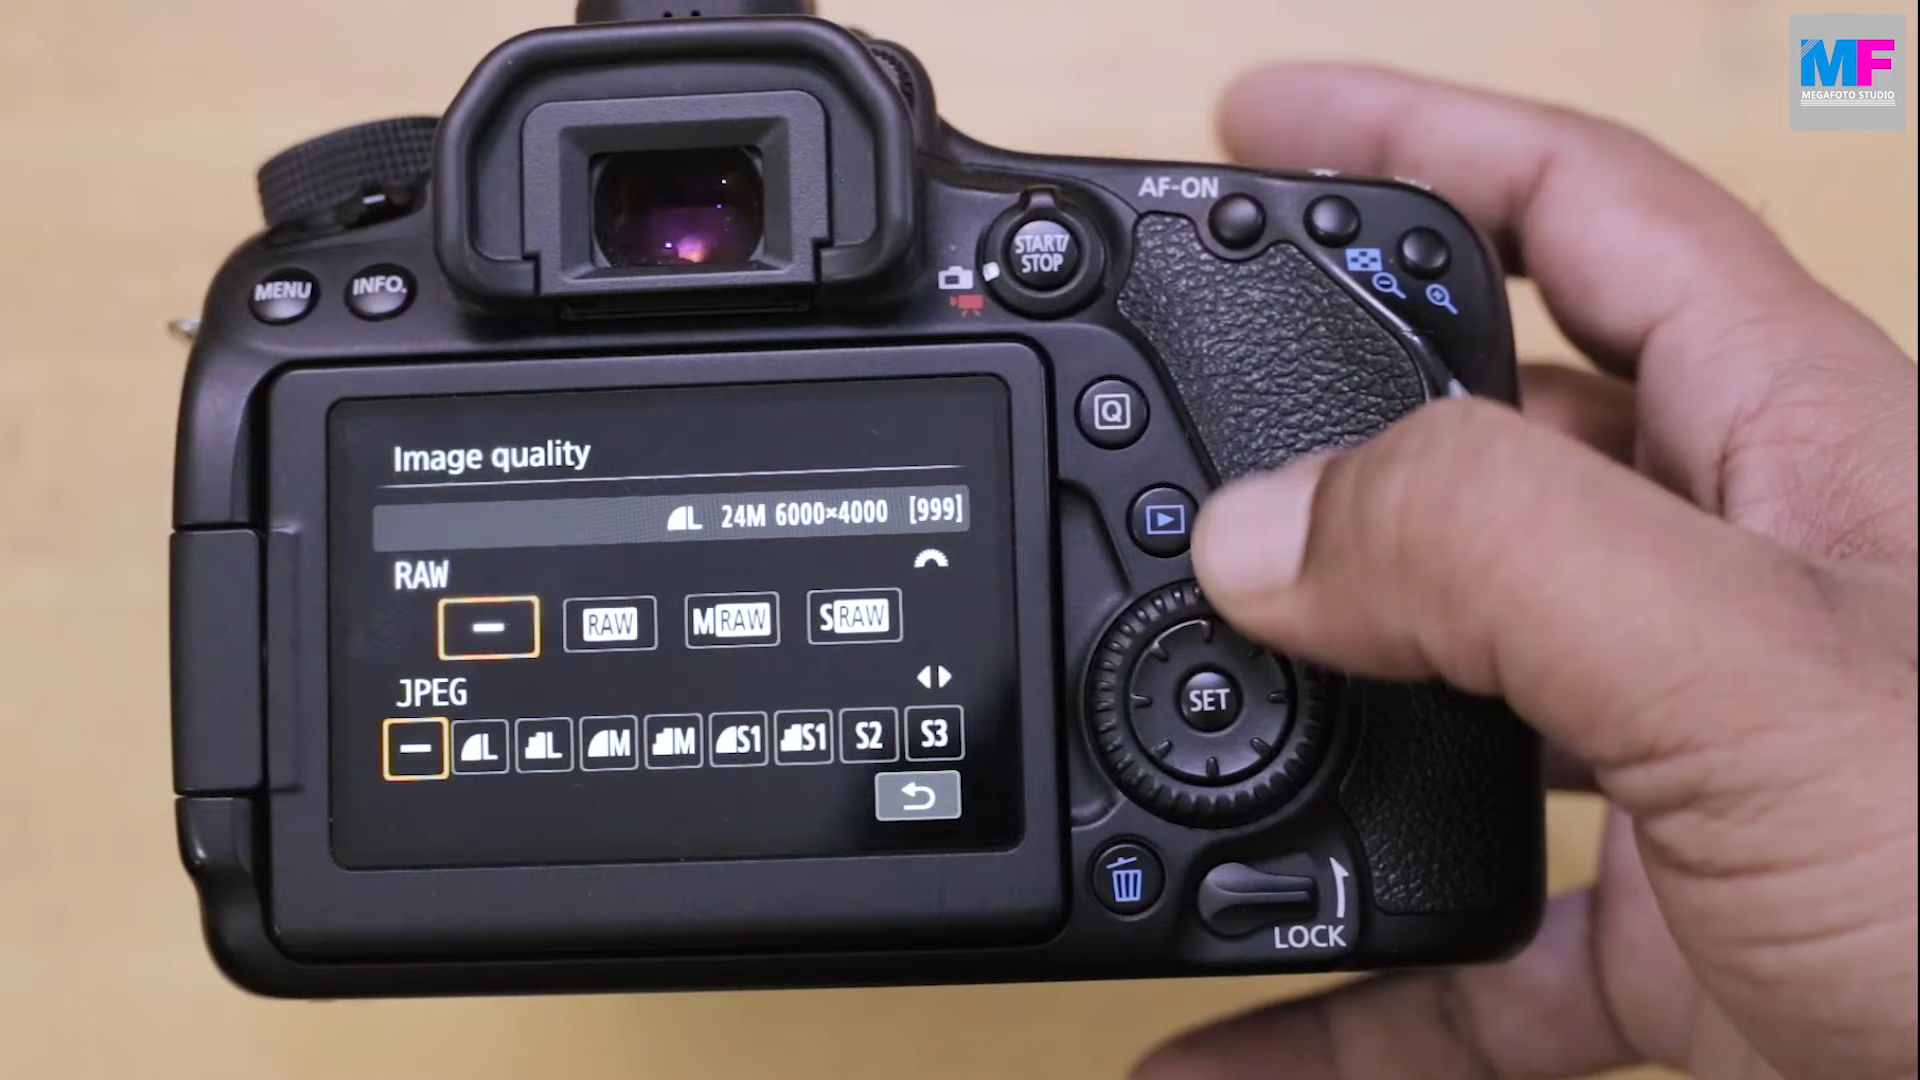 MF
MEGAFOTO STUDIO
AF-ON
START/
STOP
MENU
INFO.
Q
Image quality
L 24M 6000×4000 [999]
RAW
RAW MRAW SRAW
JPEG
L L M M S1 S1 S2 S3
SET
LOCK